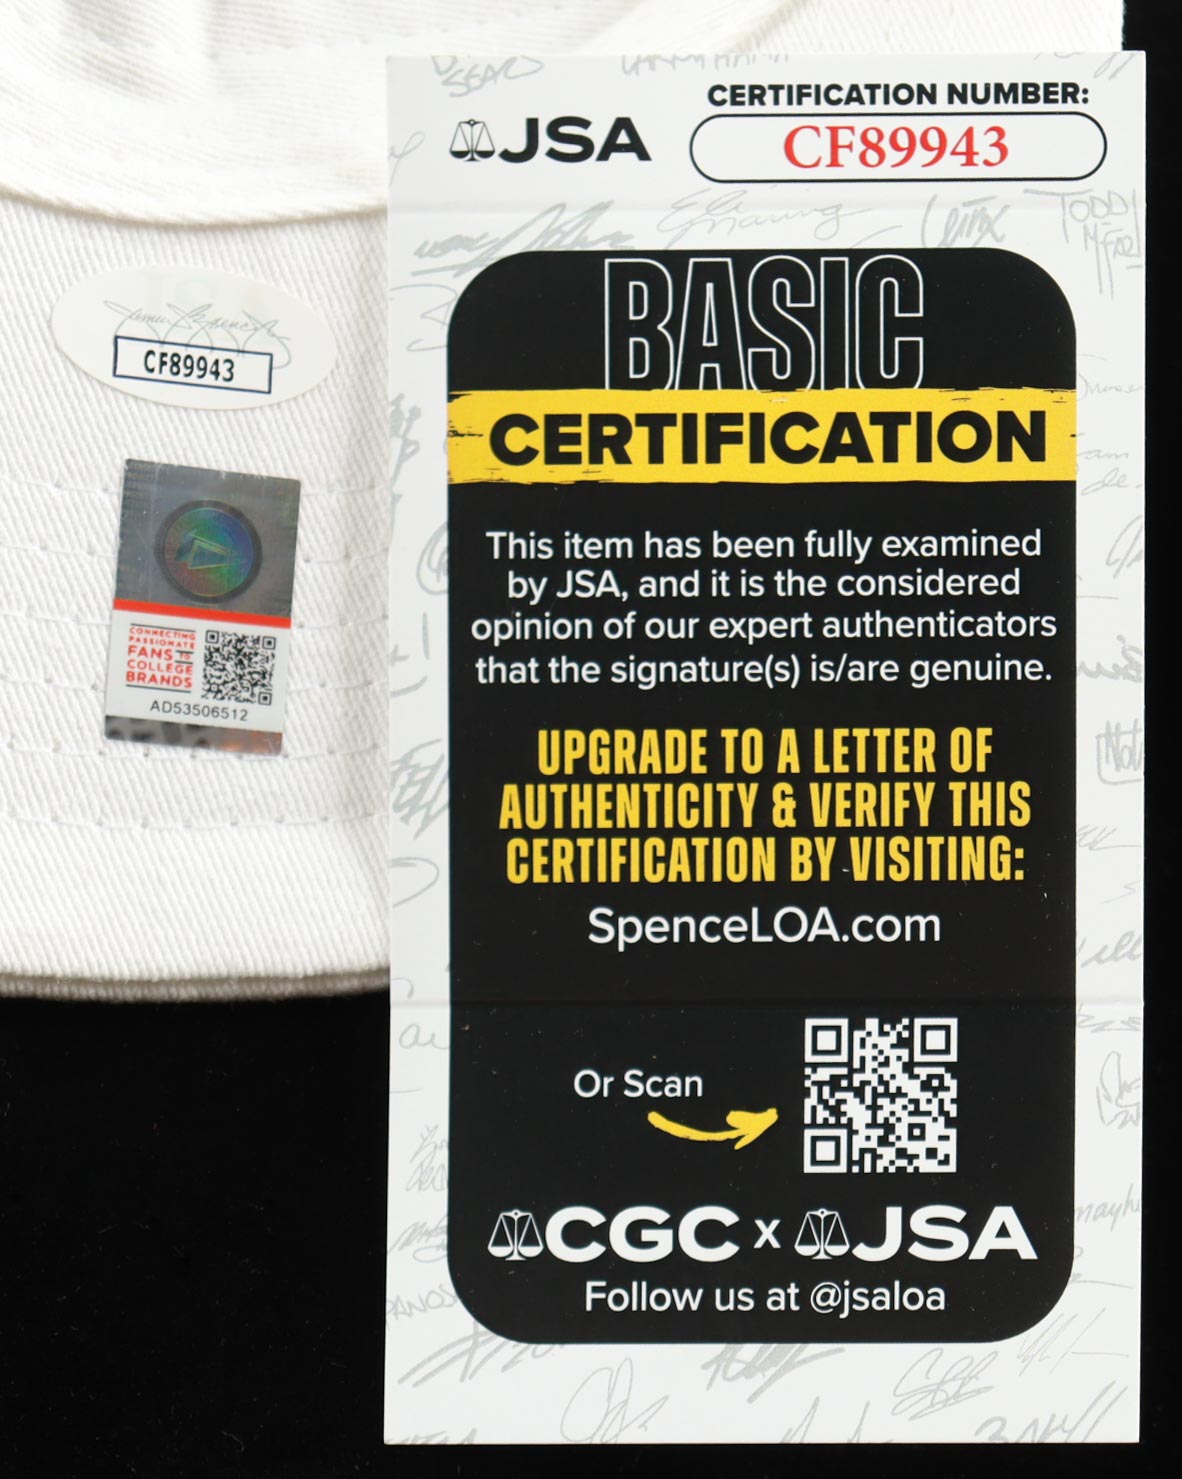 JSA
CERTIFICATION NUMBER:
CF89943
CF89943
CONNECTING
PASSIONATE
FANS TO
COLLEGE
BRANDS
AD53506512
BASIC
CERTIFICATION
This item has been fully examined
by JSA, and it is the considered
opinion of our expert authenticators
that the signature(s) is/are genuine.
UPGRADE TO A LETTER OF
AUTHENTICITY & VERIFY THIS
CERTIFICATION BY VISITING:
SpenceLOA.com
Or Scan
CGC x JSA
Follow us at @jsaloa